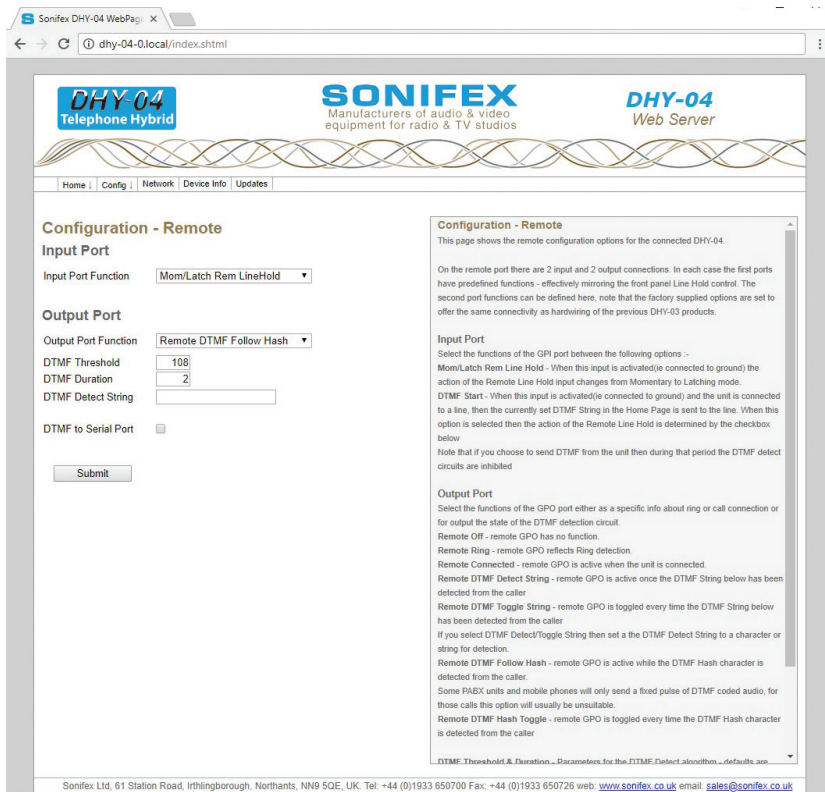 Sonifex DHY-04 WebPage
dhy-04-0.local/index.shtml
DHY-04
Telephone Hybrid
SONIFEX
Manufacturers of audio & video
equipment for radio & TV studios
DHY-04
Web Server
Home ↓ Config ↓ Network Device Info Updates
Configuration - Remote
Input Port
Input Port Function Mom/Latch Rem LineHold
Output Port
Output Port Function Remote DTMF Follow Hash
DTMF Threshold 108
DTMF Duration 2
DTMF Detect String
DTMF to Serial Port
Submit
Configuration - Remote
This page shows the remote configuration options for the connected DHY-04.
On the remote port there are 2 input and 2 output connections. In each case the first ports
have predefined functions - effectively mirroring the front panel Line Hold control. The
second port functions can be defined here, note that the factory supplied options are set to
offer the same connectivity as hardwiring of the previous DHY-03 products.
Input Port
Select the functions of the GPI port between the following options :-
Mom/Latch Rem Line Hold - When this input is activated(ie connected to ground) the
action of the Remote Line Hold input changes from Momentary to Latching mode.
DTMF Start - When this input is activated(ie connected to ground) and the unit is connected
to a line, then the currently set DTMF String in the Home Page is sent to the line. When this
option is selected then the action of the Remote Line Hold is determined by the checkbox
below
Note that if you choose to send DTMF from the unit then during that period the DTMF detect
circuits are inhibited
Output Port
Select the functions of the GPO port either as a specific info about ring or call connection or
for output the state of the DTMF detection circuit.
Remote Off - remote GPO has no function.
Remote Ring - remote GPO reflects Ring detection.
Remote Connected - remote GPO is active when the unit is connected.
Remote DTMF Detect String - remote GPO is active once the DTMF String below has been
detected from the caller
Remote DTMF Toggle String - remote GPO is toggled every time the DTMF String below
has been detected from the caller
If you select DTMF Detect/Toggle String then set a the DTMF Detect String to a character or
string for detection.
Remote DTMF Follow Hash - remote GPO is active while the DTMF Hash character is
detected from the caller.
Some PABX units and mobile phones will only send a fixed pulse of DTMF coded audio, for
those calls this option will usually be unsuitable.
Remote DTMF Hash Toggle - remote GPO is toggled every time the DTMF Hash character
is detected from the caller
DTMF Threshold & Duration - Parameters for the DTMF Detect algorithm - defaults are
Sonifex Ltd, 61 Station Road, Irthlingborough, Northants, NN9 5QE, UK. Tel: +44 (0)1933 650700 Fax: +44 (0)1933 650726 web: www.sonifex.co.uk email: sales@sonifex.co.uk